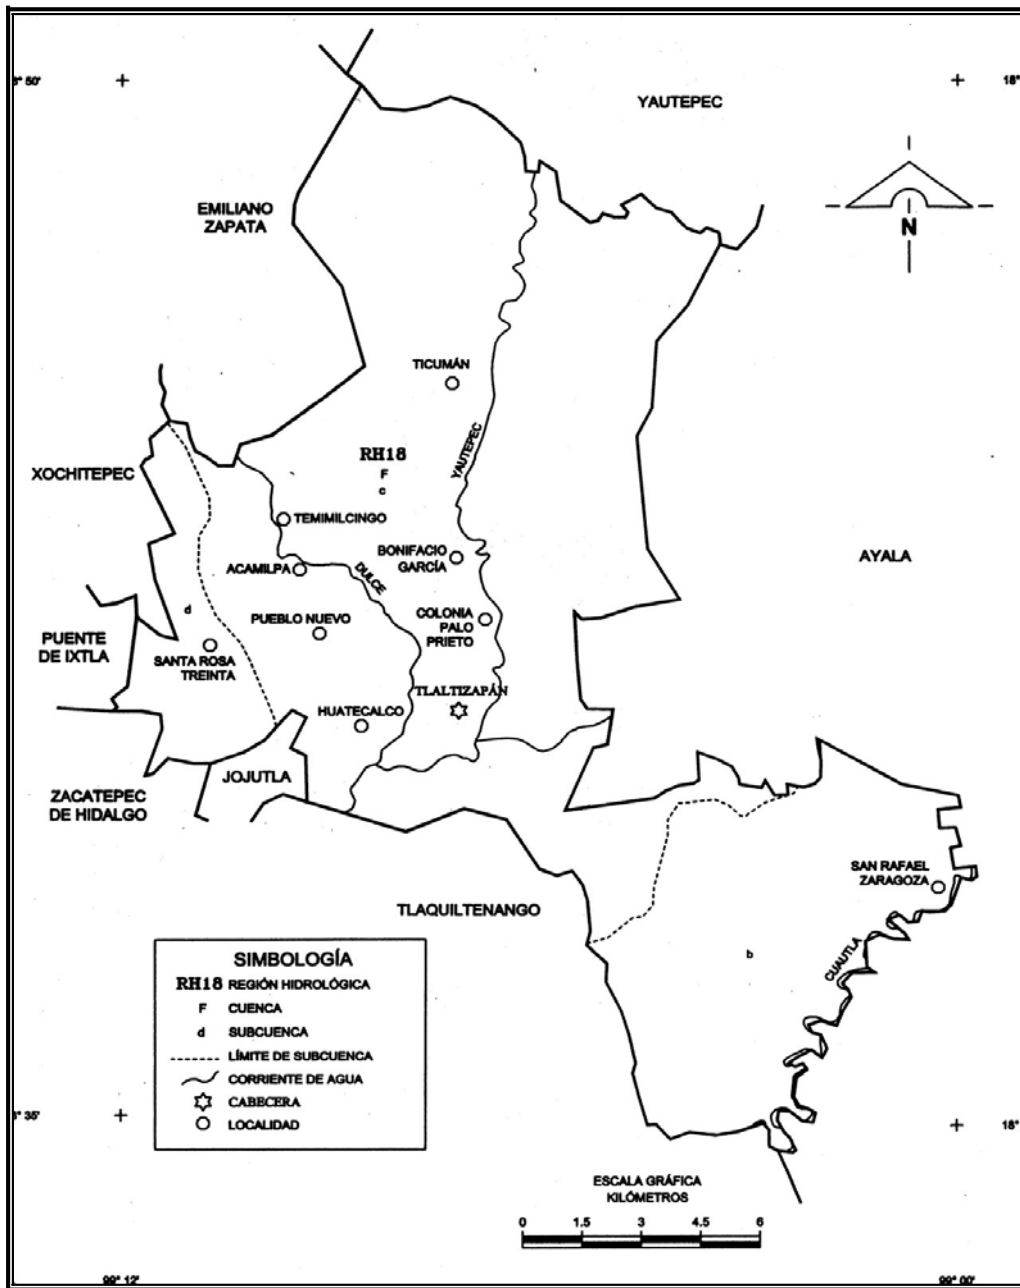 8° 50'
18°
YAUTEPEC
N
EMILIANO
ZAPATA
TICUMÁN
YAUTEPEC
RH18
F
c
XOCHITEPEC
TEMIMILCINGO
BONIFACIO
GARCÍA
AYALA
ACAMILPA
DULCE
d
PUEBLO NUEVO
COLONIA
PALO
PRIETO
PUENTE
DE IXTLA
SANTA ROSA
TREINTA
TLALTIZAPÁN
HUATECALCO
JOJUTLA
ZACATEPEC
DE HIDALGO
SAN RAFAEL
ZARAGOZA
TLAQUILTENANGO
b
CUAUTLA
SIMBOLOGÍA
RH18 REGIÓN HIDROLÓGICA
F CUENCA
d SUBCUENCA
LÍMITE DE SUBCUENCA
CORRIENTE DE AGUA
CABECERA
LOCALIDAD
8° 35'
18°
ESCALA GRÁFICA
KILÓMETROS
0 1.5 3 4.5 6
99° 12'
99° 00'